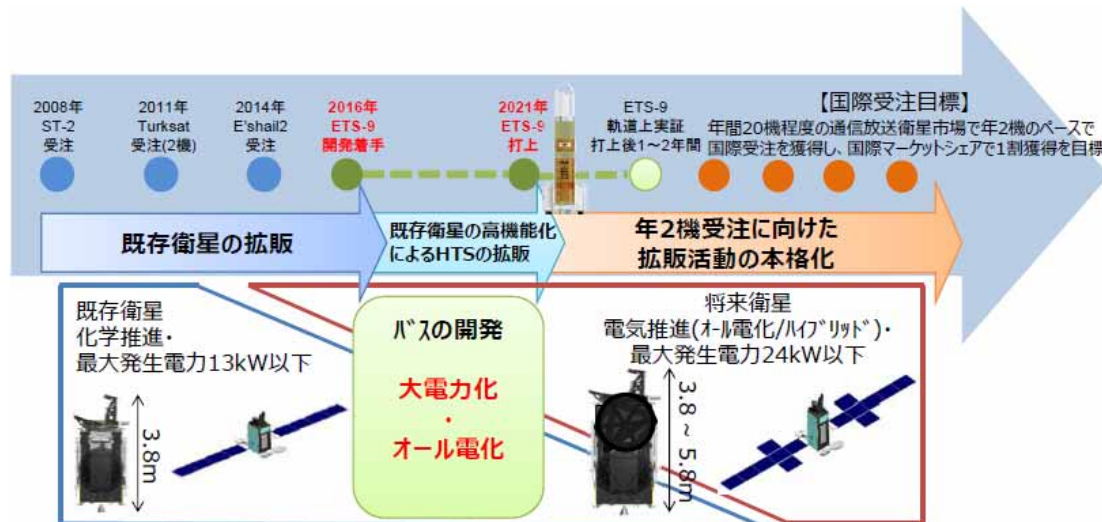 2008年
ST-2
受注
2011年
Turksat
受注(2機)
2014年
E'shail2
受注
2016年
ETS-9
開発着手
2021年
ETS-9
打上
ETS-9
軌道上実証
打上後1～2年間
【国際受注目標】
年間20機程度の通信放送衛星市場で年2機のペースで
国際受注を獲得し、国際マーケットシェアで1割獲得を目標
既存衛星の拡販
既存衛星の高機能化
によるHTSの拡販
年2機受注に向けた
拡販活動の本格化
既存衛星
化学推進・
最大発生電力13kW以下
3.8m
ﾊﾞｽの開発
大電力化
・
オール電化
将来衛星
電気推進(ｵｰﾙ電化/ﾊｲﾌﾞﾘｯﾄﾞ)・
最大発生電力24kW以下
3.8 ~ 5.8m